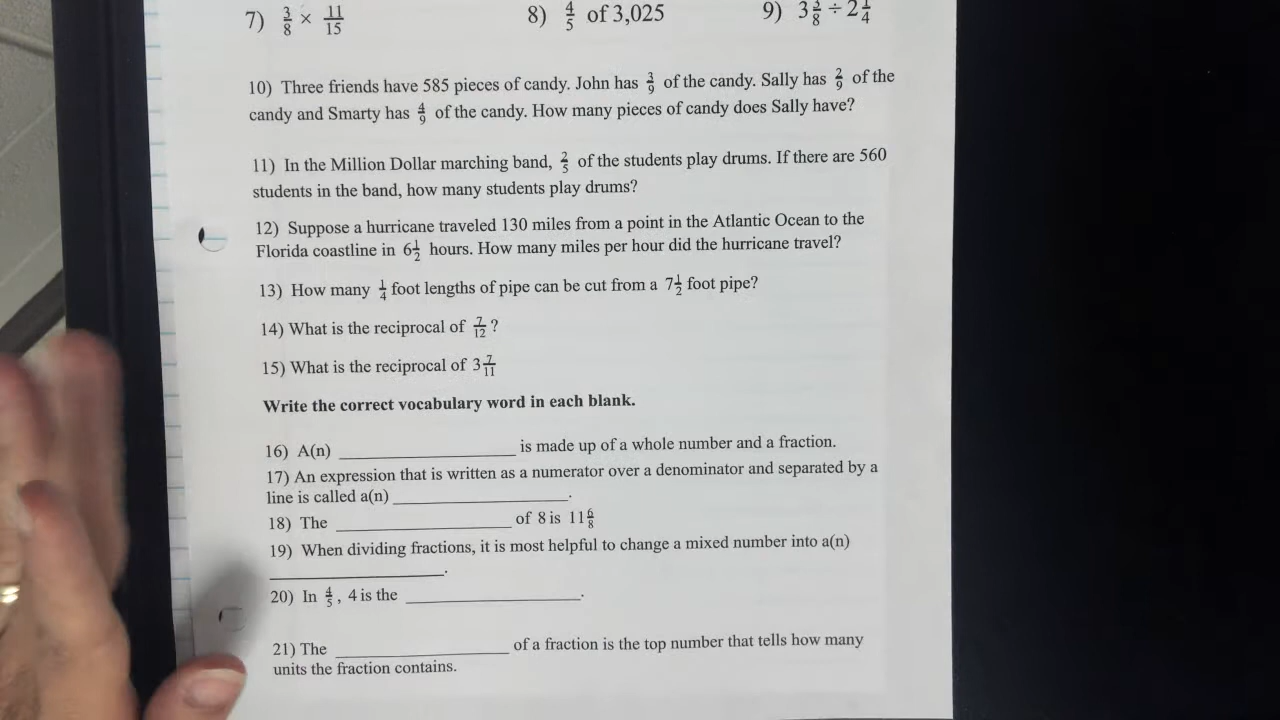 7) 3/8 × 11/15 8) 4/5 of 3,025 9) 3 3/8 ÷ 2 1/4
10) Three friends have 585 pieces of candy. John has 3/9 of the candy. Sally has 2/9 of the
candy and Smarty has 4/9 of the candy. How many pieces of candy does Sally have?
11) In the Million Dollar marching band, 2/5 of the students play drums. If there are 560
students in the band, how many students play drums?
12) Suppose a hurricane traveled 130 miles from a point in the Atlantic Ocean to the
Florida coastline in 6 1/2 hours. How many miles per hour did the hurricane travel?
13) How many 1/4 foot lengths of pipe can be cut from a 7 1/2 foot pipe?
14) What is the reciprocal of 7/12 ?
15) What is the reciprocal of 3 7/11
Write the correct vocabulary word in each blank.
16) A(n) ____________________ is made up of a whole number and a fraction.
17) An expression that is written as a numerator over a denominator and separated by a
line is called a(n) ____________________.
18) The ____________________ of 8 is 11 6/8
19) When dividing fractions, it is most helpful to change a mixed number into a(n)
____________________.
20) In 4/5 , 4 is the ____________________.
21) The ____________________ of a fraction is the top number that tells how many
units the fraction contains.